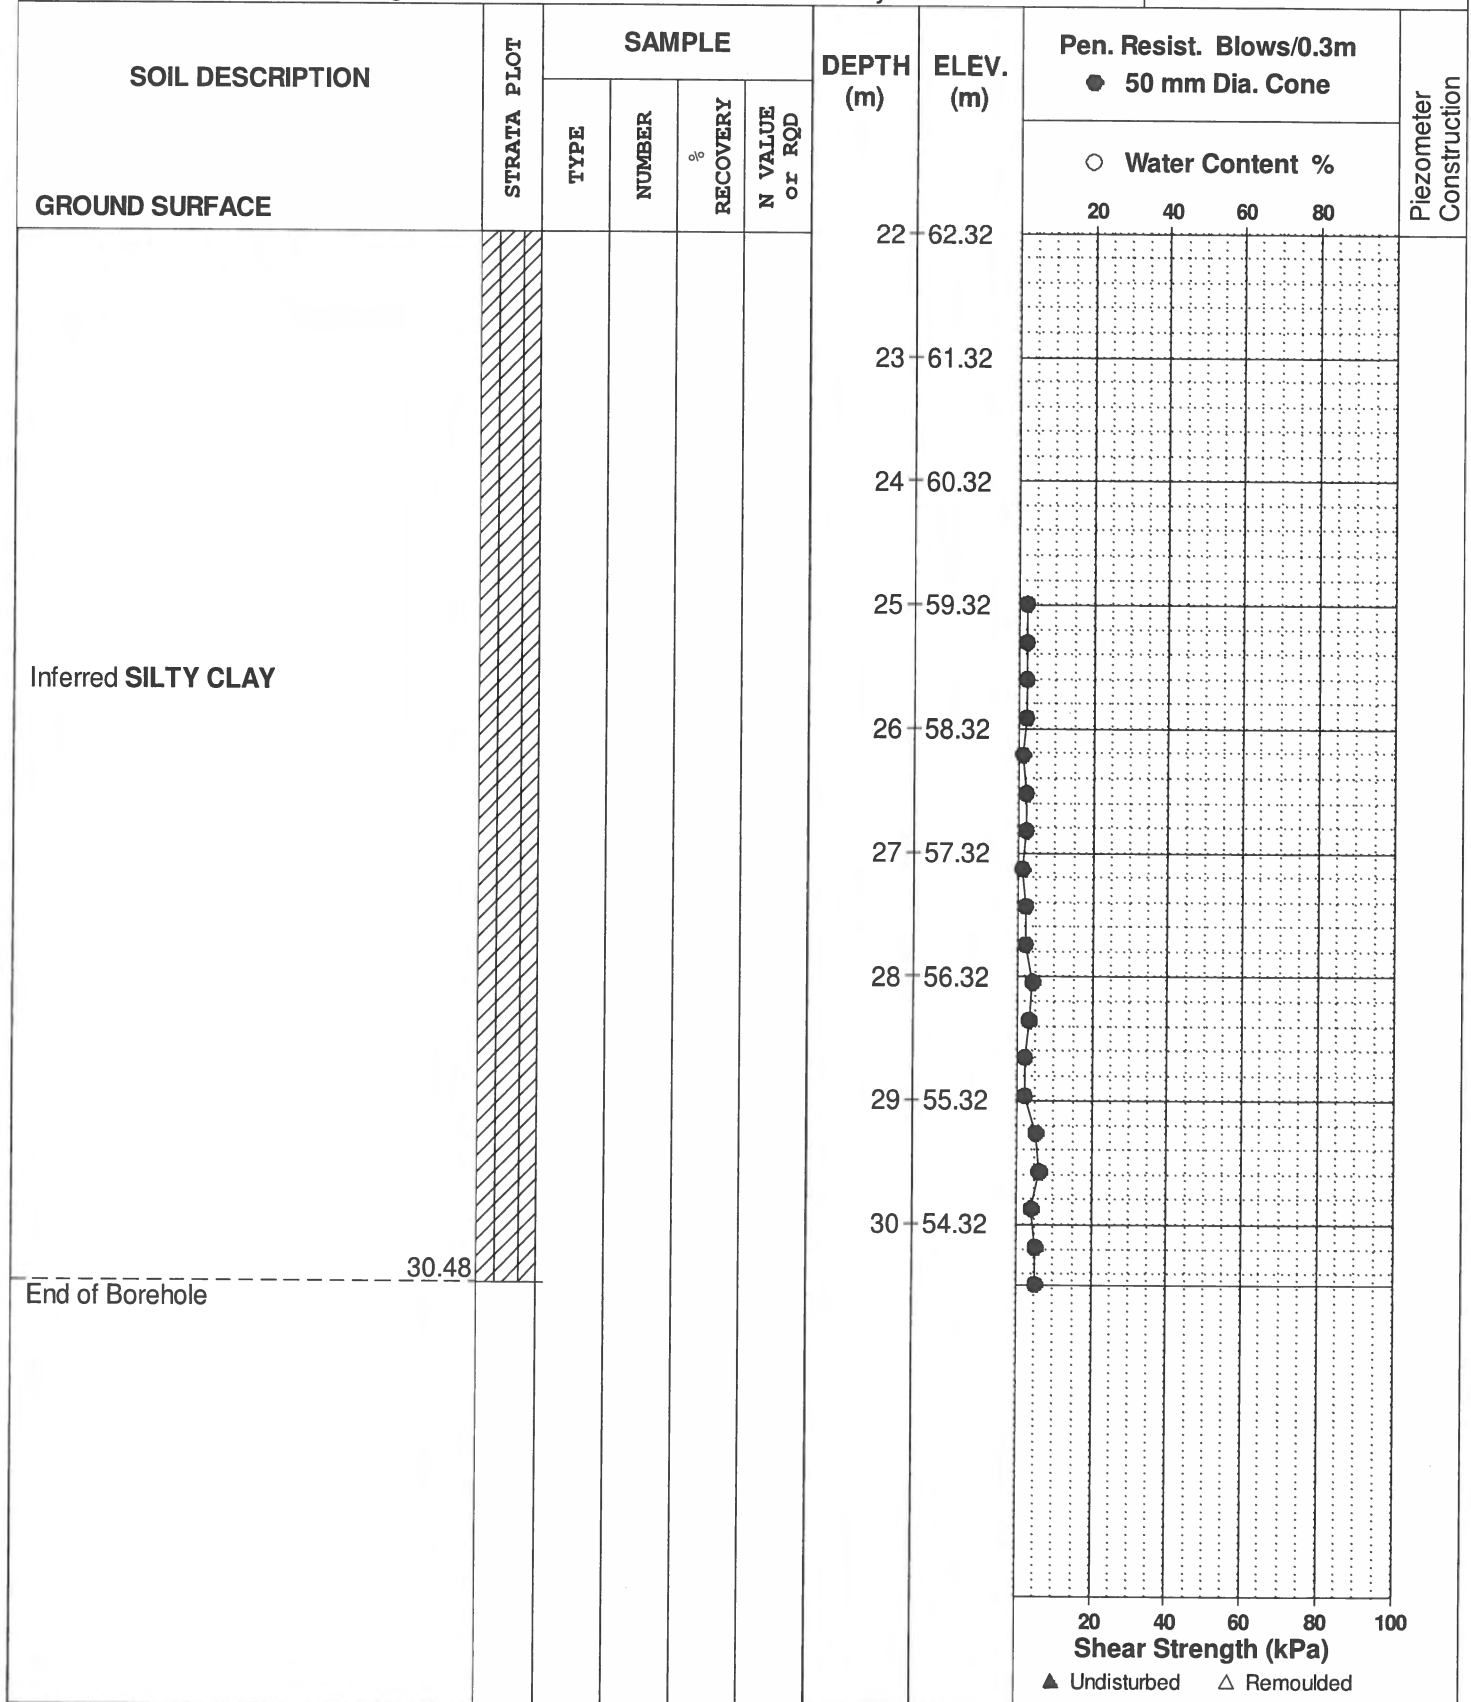 SOIL DESCRIPTION
GROUND SURFACE
STRATA PLOT
SAMPLE
TYPE
NUMBER
%
RECOVERY
N VALUE
or RQD
DEPTH
(m)
ELEV.
(m)
Pen. Resist. Blows/0.3m
● 50 mm Dia. Cone
○ Water Content %
20 40 60 80
Piezometer
Construction
22 62.32
23 61.32
24 60.32
25 59.32
Inferred SILTY CLAY
26 58.32
27 57.32
28 56.32
29 55.32
30 54.32
30.48
End of Borehole
20 40 60 80 100
Shear Strength (kPa)
▲ Undisturbed △ Remoulded